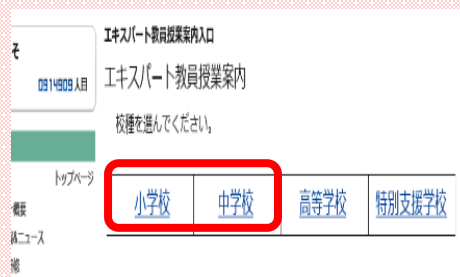 そ
0914909 人目
トップページ
概要
ニュース
エキスパート教員授業案内入口
エキスパート教員授業案内
校種を選んでください。
小学校 中学校 高等学校 特別支援学校